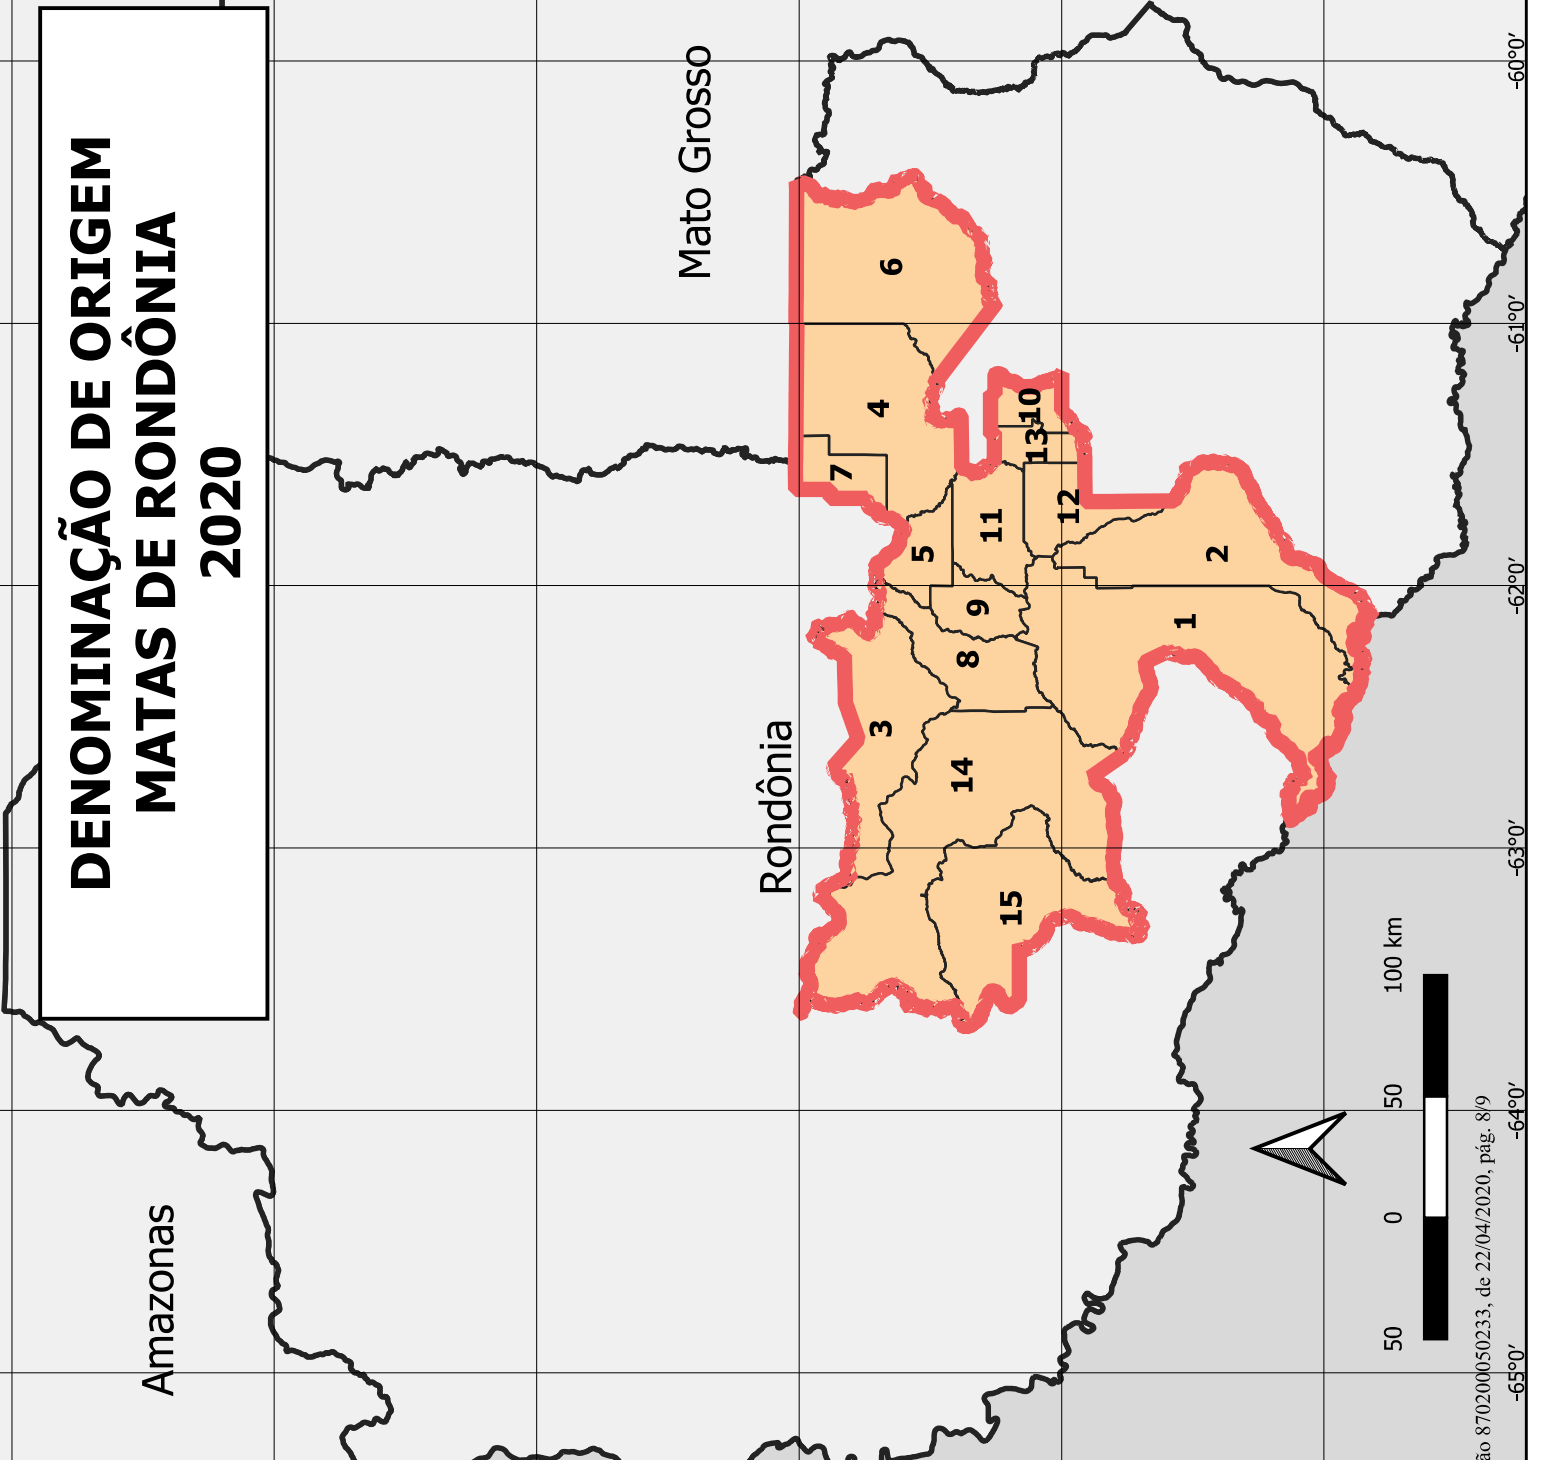 DENOMINAÇÃO DE ORIGEM
MATAS DE RONDÔNIA
2020
Amazonas
Rondônia
Mato Grosso
3
7
4
6
5
14
8
9
11
15
13
10
12
1
2
50 0 50 100 km
ão 870200050233, de 22/04/2020, pág. 8/9
-65°0′ -64°0′ -63°0′ -62°0′ -61°0′ -60°0′